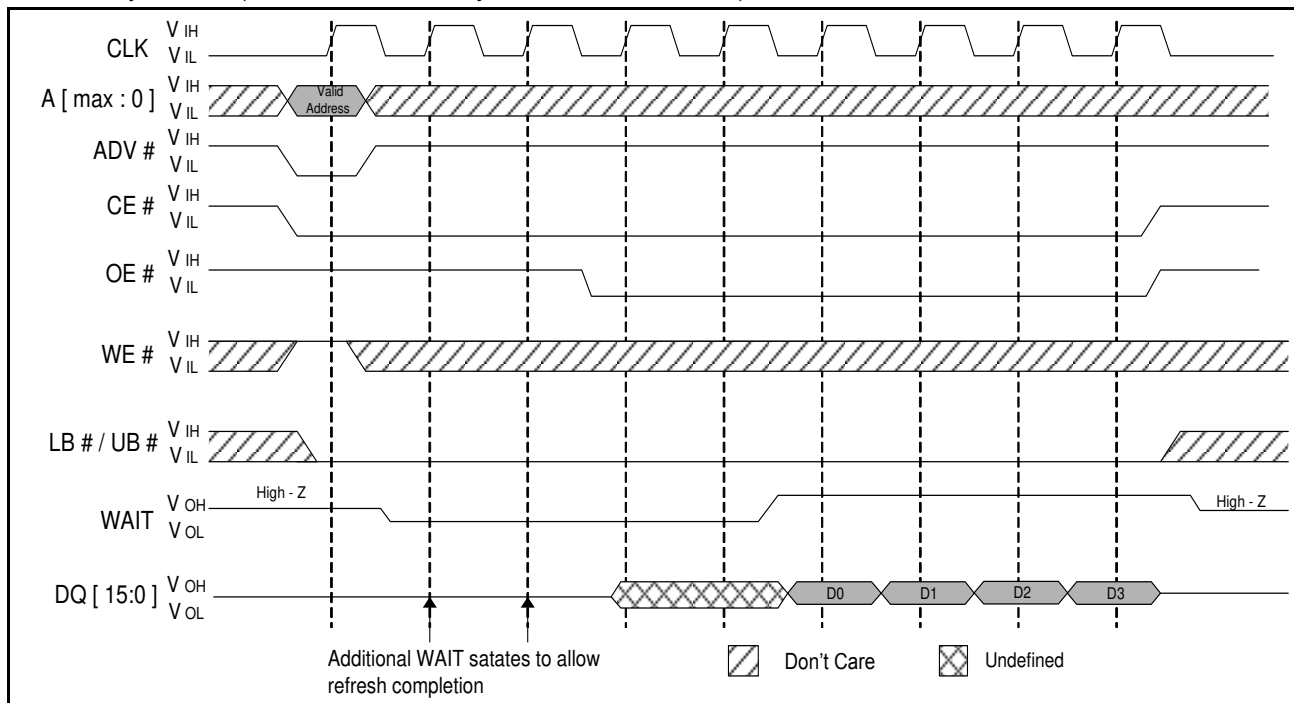 CLK V IH
V IL
A [ max : 0 ] V IH
V IL
Valid
Address
ADV # V IH
V IL
CE # V IH
V IL
OE # V IH
V IL
WE # V IH
V IL
LB # / UB # V IH
V IL
WAIT V OH
V OL
High - Z
High - Z
DQ [ 15:0 ] V OH
V OL
D0 D1 D2 D3
Additional WAIT satates to allow
refresh completion
Don't Care
Undefined